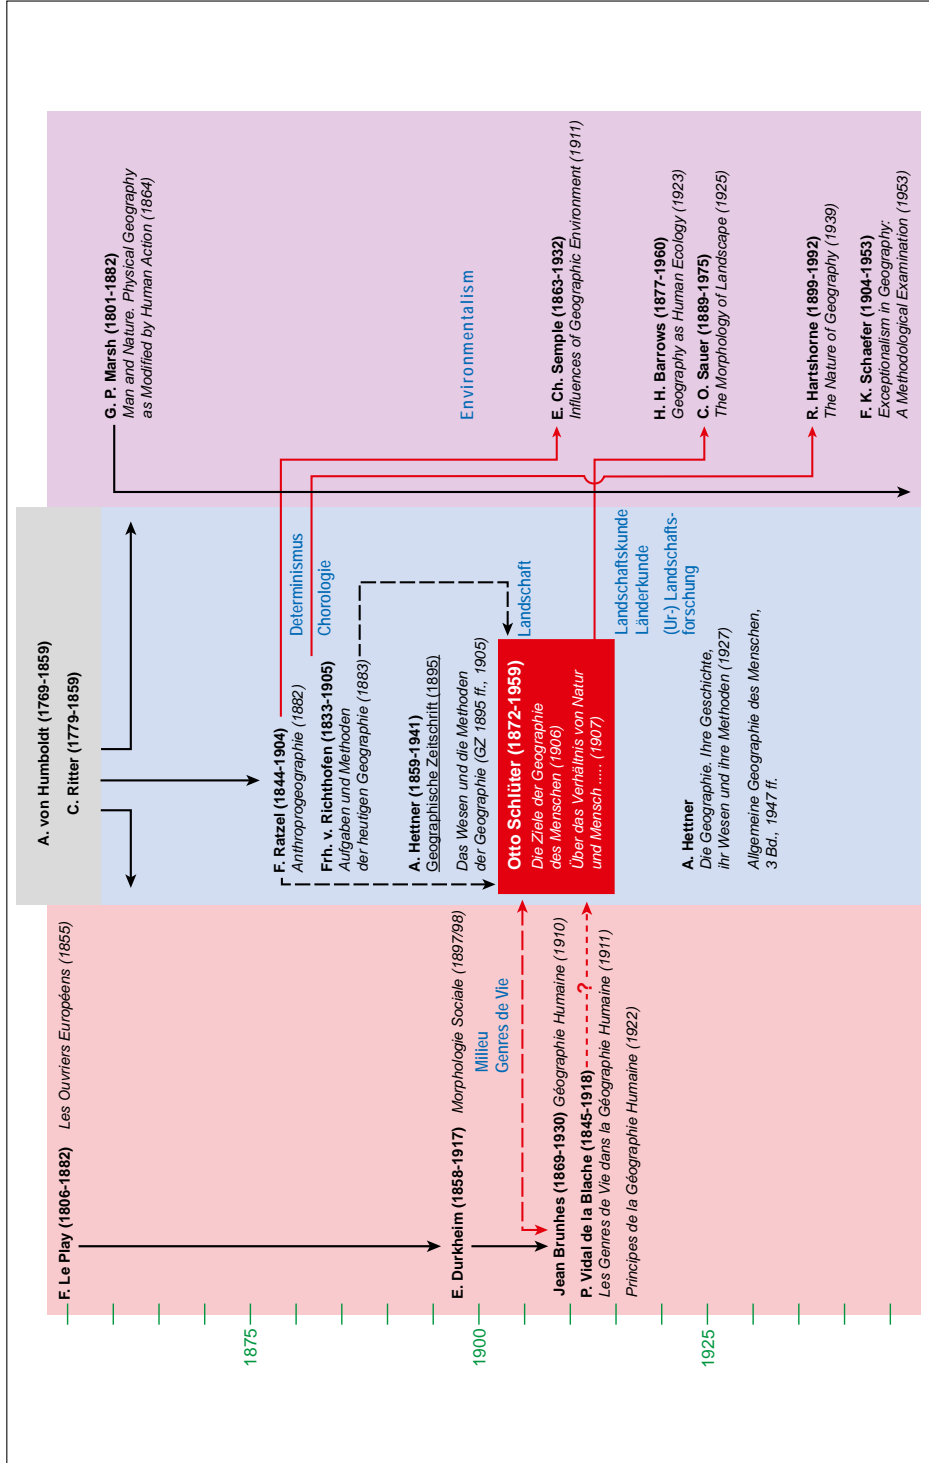 A. von Humboldt (1769-1859)
C. Ritter (1779-1859)
F. Le Play (1806-1882) Les Ouvriers Européens (1855)
E. Durkheim (1858-1917) Morphologie Sociale (1897/98)
Milieu
Genres de Vie
Jean Brunhes (1869-1930) Géographie Humaine (1910)
P. Vidal de la Blache (1845-1918)
?
Les Genres de Vie dans la Géographie Humaine (1911)
Principes de la Géographie Humaine (1922)
F. Ratzel (1844-1904)
Anthroprogeographie (1882)
Determinismus
Frh. v. Richthofen (1833-1905)
Aufgaben und Methoden
der heutigen Geographie (1883)
Chorologie
A. Hettner (1859-1941)
Geographische Zeitschrift (1895)
Das Wesen und die Methoden
der Geographie (GZ 1895 ff., 1905)
Otto Schlüter (1872-1959)
Die Ziele der Geographie
des Menschen (1906)
Über das Verhältnis von Natur
und Mensch ..... (1907)
Landschaft
Landschaftskunde
Länderkunde
(Ur-) Landschafts-
forschung
A. Hettner
Die Geographie. Ihre Geschichte,
ihr Wesen und ihre Methoden (1927)
Allgemeine Geographie des Menschen,
3 Bd., 1947 ff.
G. P. Marsh (1801-1882)
Man and Nature. Physical Geography
as Modified by Human Action (1864)
Environmentalism
E. Ch. Semple (1863-1932)
Influences of Geographic Environment (1911)
H. H. Barrows (1877-1960)
Geography as Human Ecology (1923)
C. O. Sauer (1889-1975)
The Morphology of Landscape (1925)
R. Hartshorne (1899-1992)
The Nature of Geography (1939)
F. K. Schaefer (1904-1953)
Exceptionalism in Geography:
A Methodological Examination (1953)
1875
1900
1925